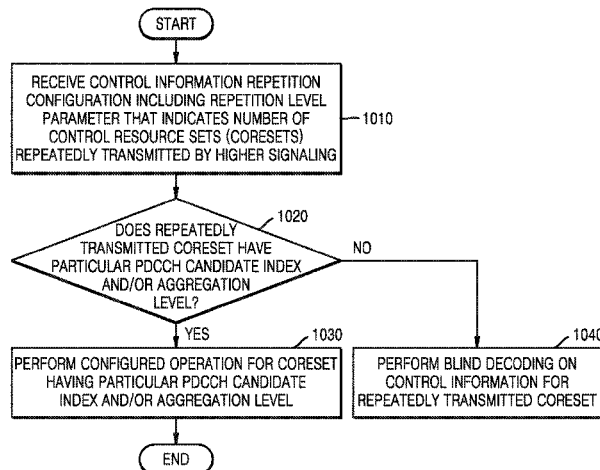 START
RECEIVE CONTROL INFORMATION REPETITION
CONFIGURATION INCLUDING REPETITION LEVEL
PARAMETER THAT INDICATES NUMBER OF
CONTROL RESOURCE SETS (CORESETS)
REPEATEDLY TRANSMITTED BY HIGHER SIGNALING
1010
1020
DOES REPEATEDLY
TRANSMITTED CORESET HAVE
PARTICULAR PDCCH CANDIDATE INDEX
AND/OR AGGREGATION
LEVEL?
NO
YES
1030
PERFORM CONFIGURED OPERATION FOR CORESET
HAVING PARTICULAR PDCCH CANDIDATE
INDEX AND/OR AGGREGATION LEVEL
1040
PERFORM BLIND DECODING ON
CONTROL INFORMATION FOR
REPEATEDLY TRANSMITTED CORESET
END